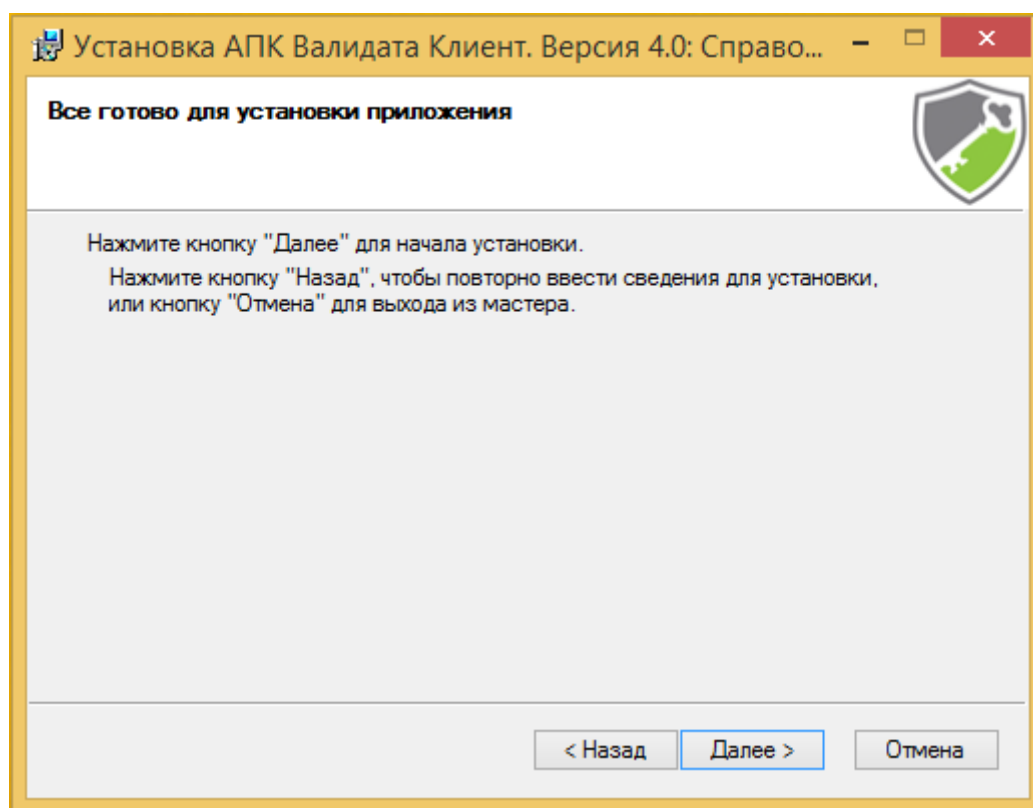 Установка АПК Валидата Клиент. Версия 4.0: Справо...
Все готово для установки приложения
Нажмите кнопку "Далее" для начала установки.
Нажмите кнопку "Назад", чтобы повторно ввести сведения для установки,
или кнопку "Отмена" для выхода из мастера.
< Назад
Далее >
Отмена